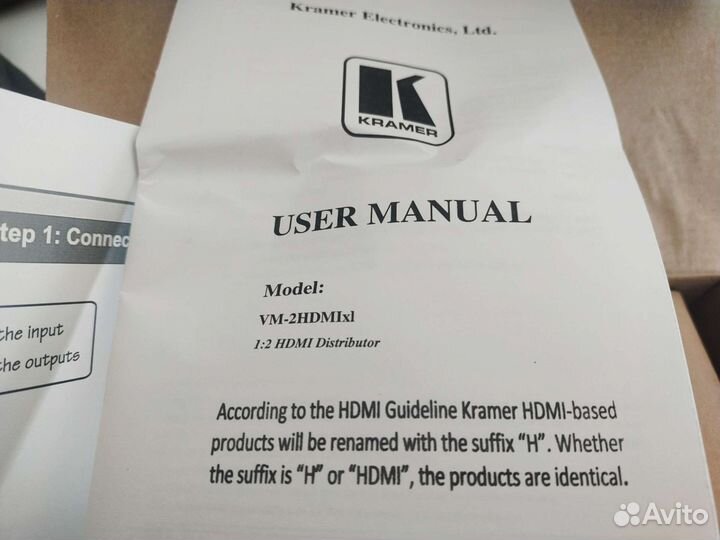 Kramer Electronics, Ltd.
K
KRAMER
USER MANUAL
Model:
VM-2HDMIxl
1:2 HDMI Distributor
According to the HDMI Guideline Kramer HDMI-based
products will be renamed with the suffix “H”. Whether
the suffix is “H” or “HDMI”, the products are identical.
tep 1: Connec
the input
the outputs
Avito